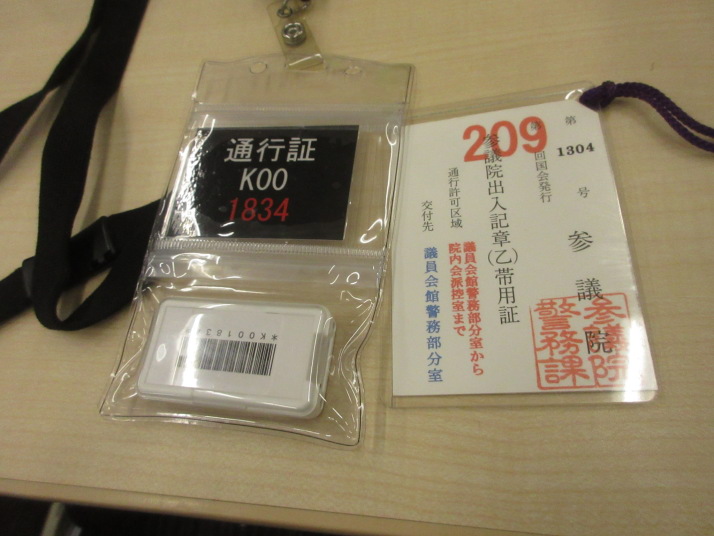 通行証
K00
1834
*K00183
第 1304 号
参議院
209
回国会発行
参議院出入記章(乙)帯用証
通行許可区域
議員会館警務部分室から
院内会派控室まで
交付先
議員会館警務部分室
参議院
警務課